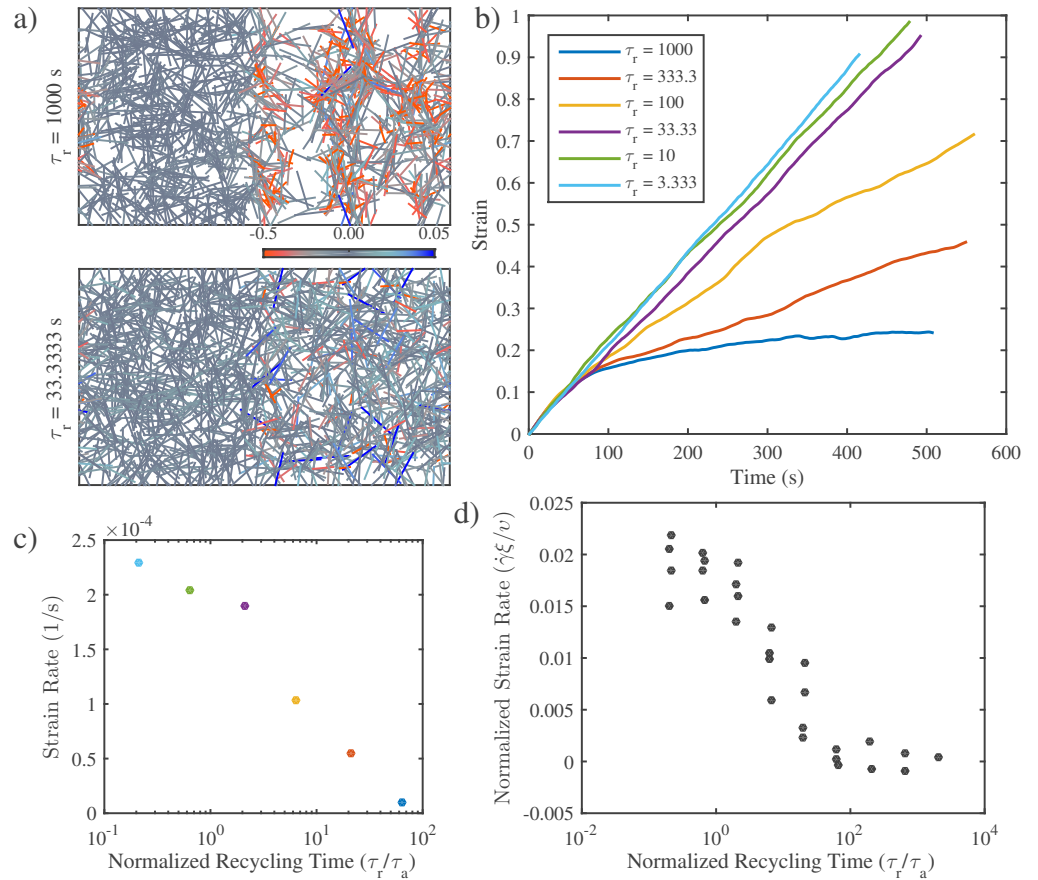 a)
τr = 1000 s
-0.5 0.00 0.05
τr = 33.3333 s
b)
1
0.9
0.8
0.7
0.6
0.5
0.4
0.3
0.2
0.1
0
Strain
τr = 1000
τr = 333.3
τr = 100
τr = 33.33
τr = 10
τr = 3.333
0 100 200 300 400 500 600
Time (s)
c)
×10-4
2.5
2
1.5
1
0.5
0
Strain Rate (1/s)
10-1 100 101 102
Normalized Recycling Time (τr/τa)
d)
0.025
0.02
0.015
0.01
0.005
0
-0.005
Normalized Strain Rate (γ̇ξ/υ)
10-2 100 102 104
Normalized Recycling Time (τr/τa)